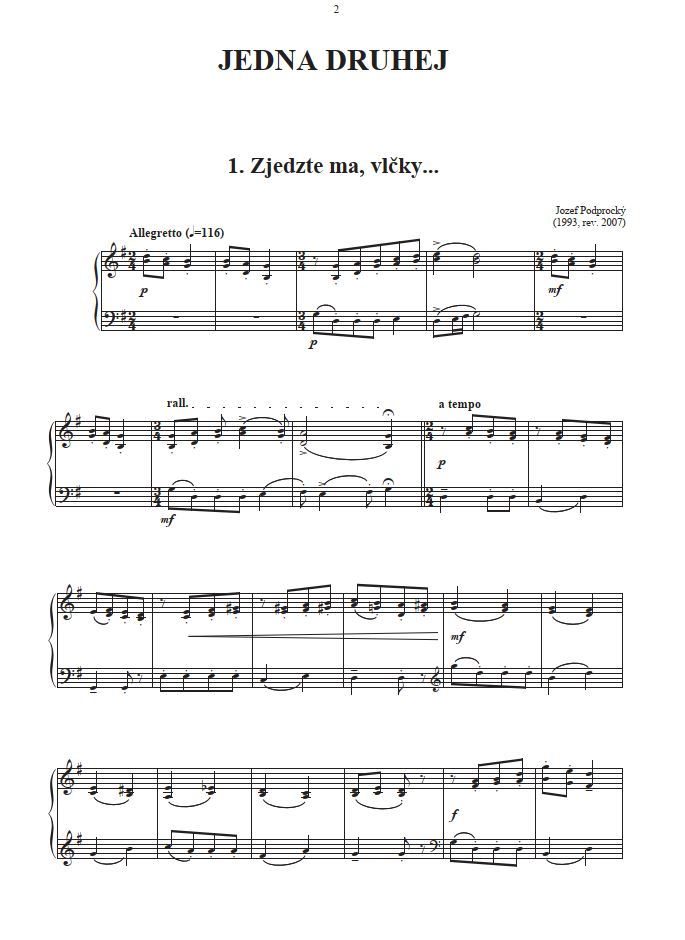 2
JEDNA DRUHEJ
1. Zjedzte ma, vlčky...
Jozef Podprocký
(1993, rev. 2007)
Allegretto (♩=116)
p
mf
p
rall.
a tempo
p
mf
mf
f